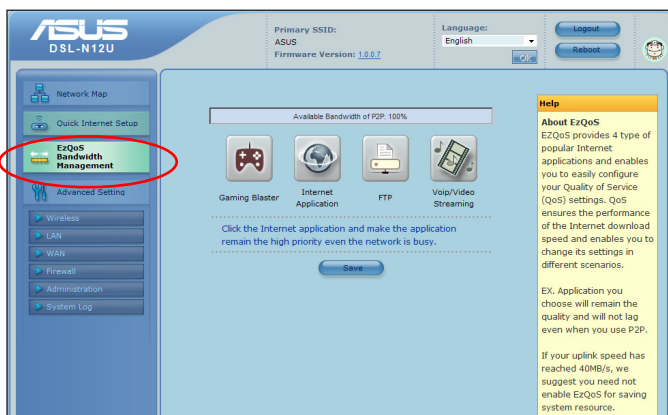 ASUS
DSL-N12U
Primary SSID:
ASUS
Firmware Version: 1.0.0.7
Language:
English
OK
Logout
Reboot
Network Map
Quick Internet Setup
EzQoS
Bandwidth
Management
Advanced Setting
Wireless
LAN
WAN
Firewall
Administration
System Log
Available Bandwidth of P2P: 100%
Gaming Blaster
Internet
Application
FTP
Voip/Video
Streaming
Click the Internet application and make the application
remain the high priority even the network is busy.
Save
Help
About EzQoS
EZQoS provides 4 type of
popular Internet
applications and enables
you to easily configure
your Quality of Service
(QoS) settings. QoS
ensures the performance
of the Internet download
speed and enables you to
change its settings in
different scenarios.
EX. Application you
choose will remain the
quality and will not lag
even when you use P2P.
If your uplink speed has
reached 40MB/s, we
suggest you need not
enable EzQoS for saving
system resource.